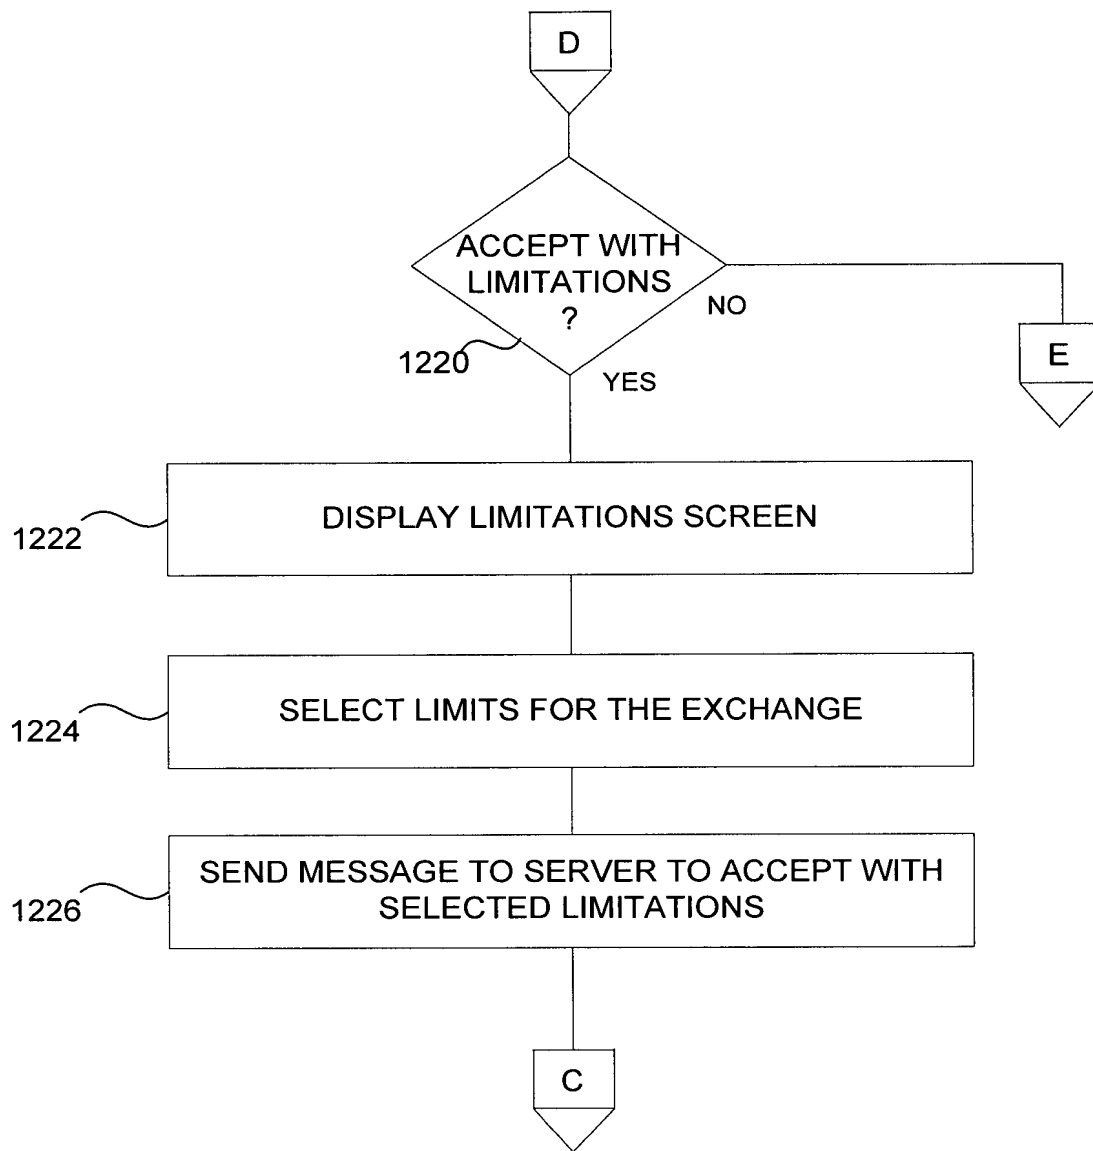 D
ACCEPT WITH
LIMITATIONS
?
NO
1220
YES
E
1222
DISPLAY LIMITATIONS SCREEN
1224
SELECT LIMITS FOR THE EXCHANGE
1226
SEND MESSAGE TO SERVER TO ACCEPT WITH
SELECTED LIMITATIONS
C